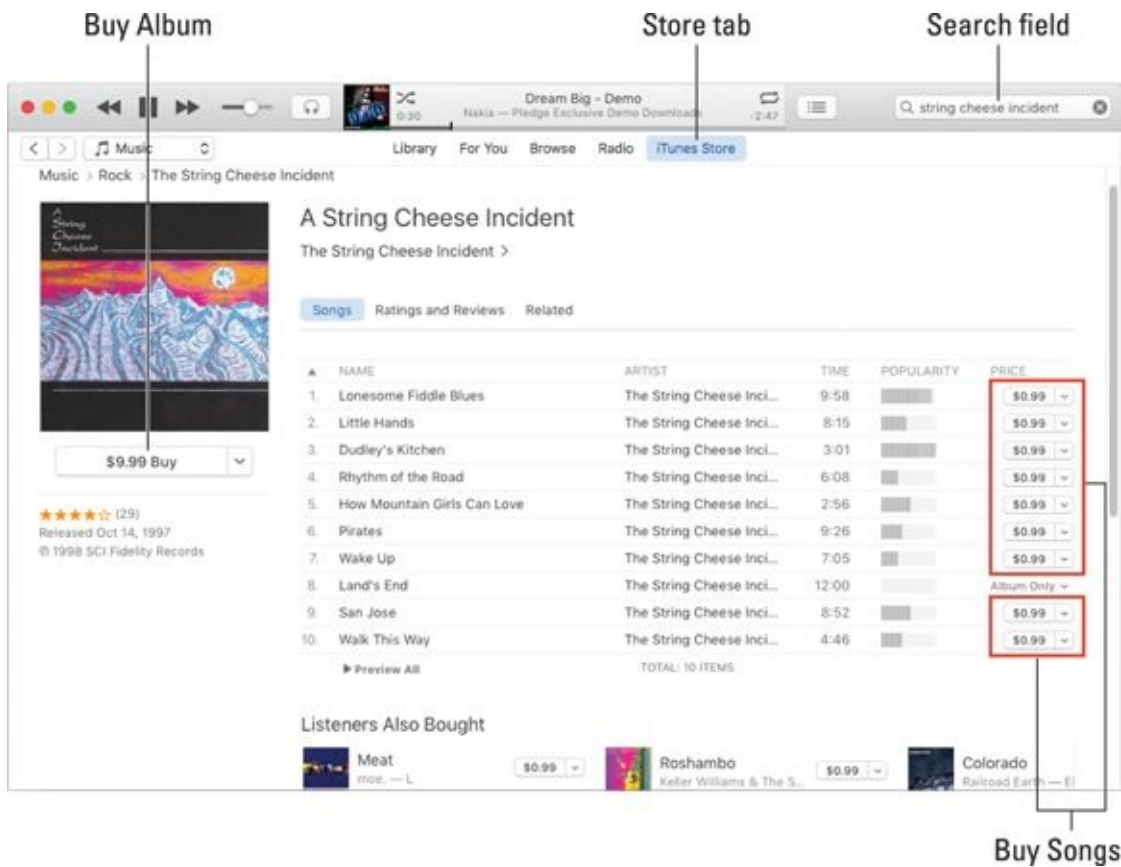 Buy Album Store tab Search field
Dream Big - Demo
0:30 Nakia — Pledge Exclusive Demo Downloads -2:47
string cheese incident
Music Library For You Browse Radio iTunes Store
Music > Rock > The String Cheese Incident
A
String
Cheese
Incident
A String Cheese Incident
The String Cheese Incident >
Songs Ratings and Reviews Related
NAME ARTIST TIME POPULARITY PRICE
1. Lonesome Fiddle Blues The String Cheese Inci... 9:58 $0.99
2. Little Hands The String Cheese Inci... 8:15 $0.99
3. Dudley's Kitchen The String Cheese Inci... 3:01 $0.99
4. Rhythm of the Road The String Cheese Inci... 6:08 $0.99
5. How Mountain Girls Can Love The String Cheese Inci... 2:56 $0.99
6. Pirates The String Cheese Inci... 9:26 $0.99
7. Wake Up The String Cheese Inci... 7:05 $0.99
8. Land's End The String Cheese Inci... 12:00 Album Only
9. San Jose The String Cheese Inci... 8:52 $0.99
10. Walk This Way The String Cheese Inci... 4:46 $0.99
Preview All TOTAL: 10 ITEMS
$9.99 Buy
(29)
Released Oct 14, 1997
℗ 1998 SCI Fidelity Records
Listeners Also Bought
Meat $0.99 Roshambo $0.99 Colorado
moe. — L Keller Williams & The S... Railroad Earth — El
Buy Songs